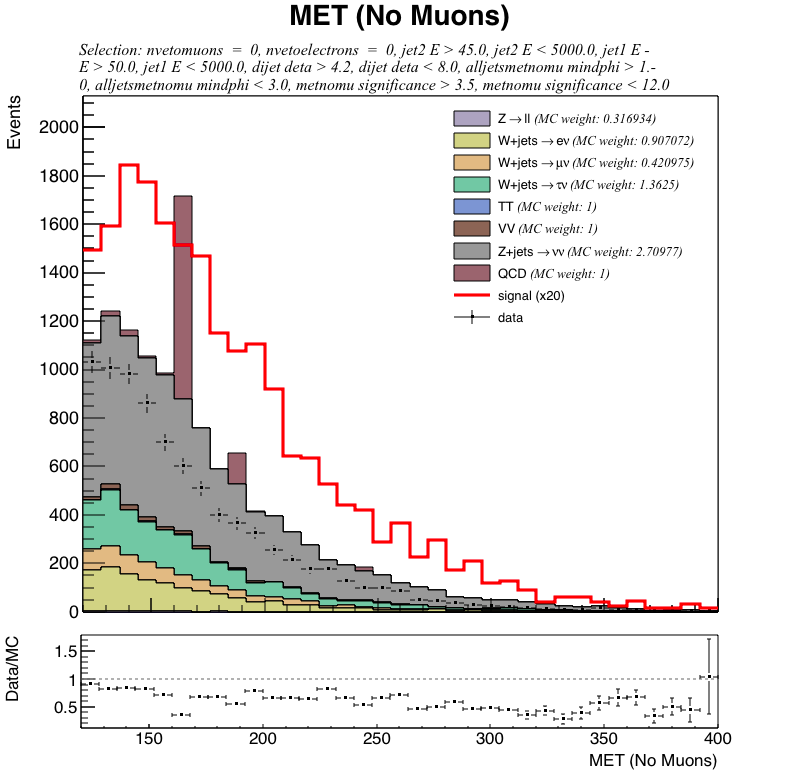 MET (No Muons)
Selection: nvetomuons = 0, nvetoelectrons = 0, jet2 E > 45.0, jet2 E < 5000.0, jet1 E -
E > 50.0, jet1 E < 5000.0, dijet deta > 4.2, dijet deta < 8.0, alljetsmetnomu mindphi > 1.-
0, alljetsmetnomu mindphi < 3.0, metnomu significance > 3.5, metnomu significance < 12.0
Events
2000
1800
1600
1400
1200
1000
800
600
400
200
0
Z→ll (MC weight: 0.316934)
W+jets→eν (MC weight: 0.907072)
W+jets→μν (MC weight: 0.420975)
W+jets→τν (MC weight: 1.3625)
TT (MC weight: 1)
VV (MC weight: 1)
Z+jets→νν (MC weight: 2.70977)
QCD (MC weight: 1)
signal (x20)
data
Data/MC
1.5
1
0.5
150 200 250 300 350 400
MET (No Muons)